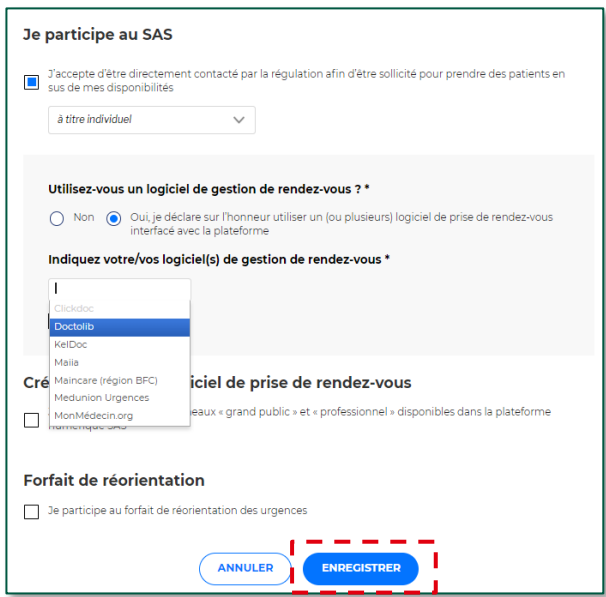 Je participe au SAS
J'accepte d'être directement contacté par la régulation afin d'être sollicité pour prendre des patients en
sus de mes disponibilités
à titre individuel
Utilisez-vous un logiciel de gestion de rendez-vous ? *
Non
Oui, je déclare sur l'honneur utiliser un (ou plusieurs) logiciel de prise de rendez-vous
interfacé avec la plateforme
Indiquez votre/vos logiciel(s) de gestion de rendez-vous *
Clickdoc
Doctolib
KelDoc
Maiia
Maincare (région BFC)
Medunion Urgences
MonMédecin.org
Cré iciel de prise de rendez-vous
neaux « grand public » et « professionnel » disponibles dans la plateforme
numérique SAS
Forfait de réorientation
Je participe au forfait de réorientation des urgences
ANNULER
ENREGISTRER